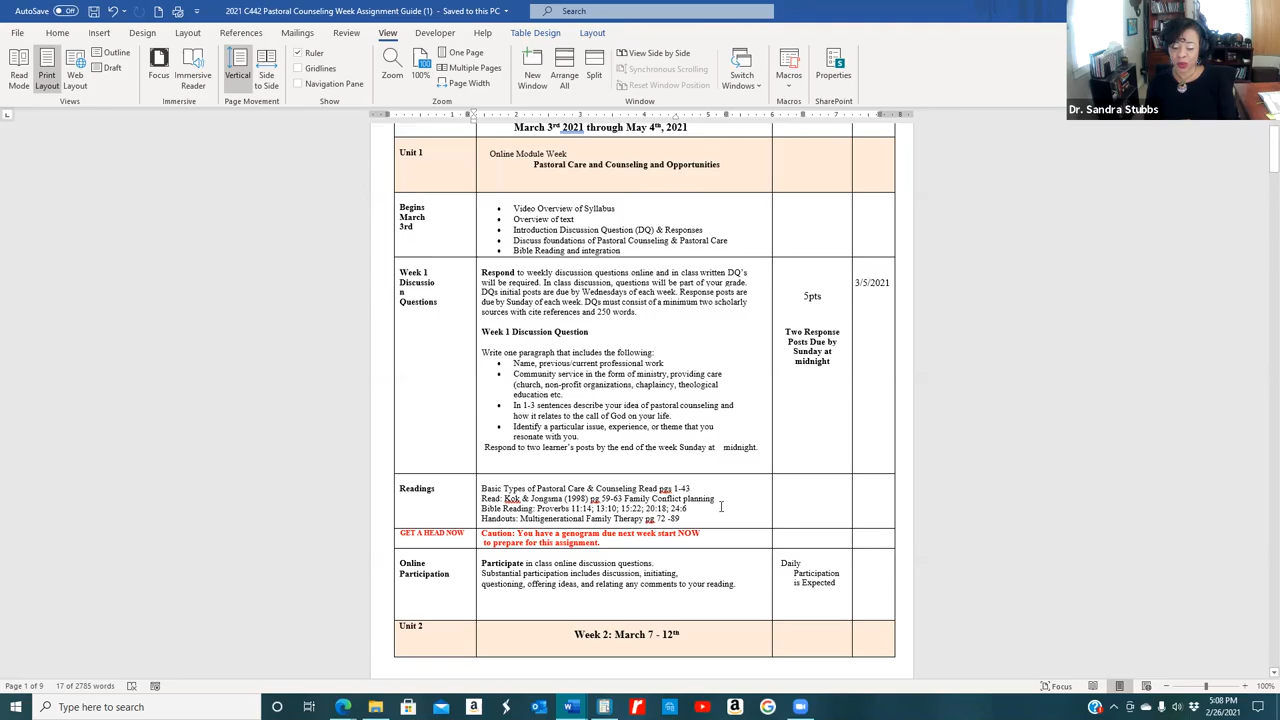 AutoSave Off
2021 C442 Pastoral Counseling Week Assignment Guide (1) (2) - Saved to this PC
Search
File Home Insert Design Layout References Mailings Review View Developer Help Table Design Layout
Read Mode
Print Layout
Web Layout
Outline
Draft
Views
Focus
Immersive Reader
Immersive
Vertical
Side to Side
Page Movement
Ruler
Gridlines
Navigation Pane
Show
Zoom
100%
One Page
Multiple Pages
Page Width
Zoom
New Window
Arrange All
Split
View Side by Side
Synchronous Scrolling
Reset Window Position
Window
Switch Windows
Macros
Macros
Properties
SharePoint
Dr. Sandra Stubbs
March 3rd 2021 through May 4th, 2021
Unit 1
Online Module Week
Pastoral Care and Counseling and Opportunities
Begins
March
3rd
• Video Overview of Syllabus
• Overview of text
• Introduction Discussion Question (DQ) & Responses
• Discuss foundations of Pastoral Counseling & Pastoral Care
• Bible Reading and integration
Week 1
Discussio
n
Questions
Respond to weekly discussion questions online and in class written DQ's
will be required. In class discussion, questions will be part of your grade.
DQs initial posts are due by Wednesdays of each week. Response posts are
due by Sunday of each week. DQs must consist of a minimum two scholarly
sources with cite references and 250 words.
Week 1 Discussion Question
Write one paragraph that includes the following:
• Name, previous/current professional work
• Community service in the form of ministry, providing care
(church, non-profit organizations, chaplaincy, theological
education etc.
• In 1-3 sentences describe your idea of pastoral counseling and
how it relates to the call of God on your life.
• Identify a particular issue, experience, or theme that you
resonate with you.
Respond to two learner's posts by the end of the week Sunday at midnight.
5pts
Two Response
Posts Due by
Sunday at
midnight
3/5/2021
Readings
Basic Types of Pastoral Care & Counseling Read pgs 1-43
Read: Kok & Jongsma (1998) pg 59-63 Family Conflict planning
Bible Reading: Proverbs 11:14; 13:10; 15:22; 20:18; 24:6
Handouts: Multigenerational Family Therapy pg 72 -89
GET A HEAD NOW
Caution: You have a genogram due next week start NOW
to prepare for this assignment.
Online
Participation
Participate in class online discussion questions.
Substantial participation includes discussion, initiating,
questioning, offering ideas, and relating any comments to your reading.
Daily
Participation
is Expected
Unit 2
Week 2: March 7 - 12th
Page 1 of 9 17 of 2785 words
Focus
100%
Type here to search
5:08 PM
2/26/2021